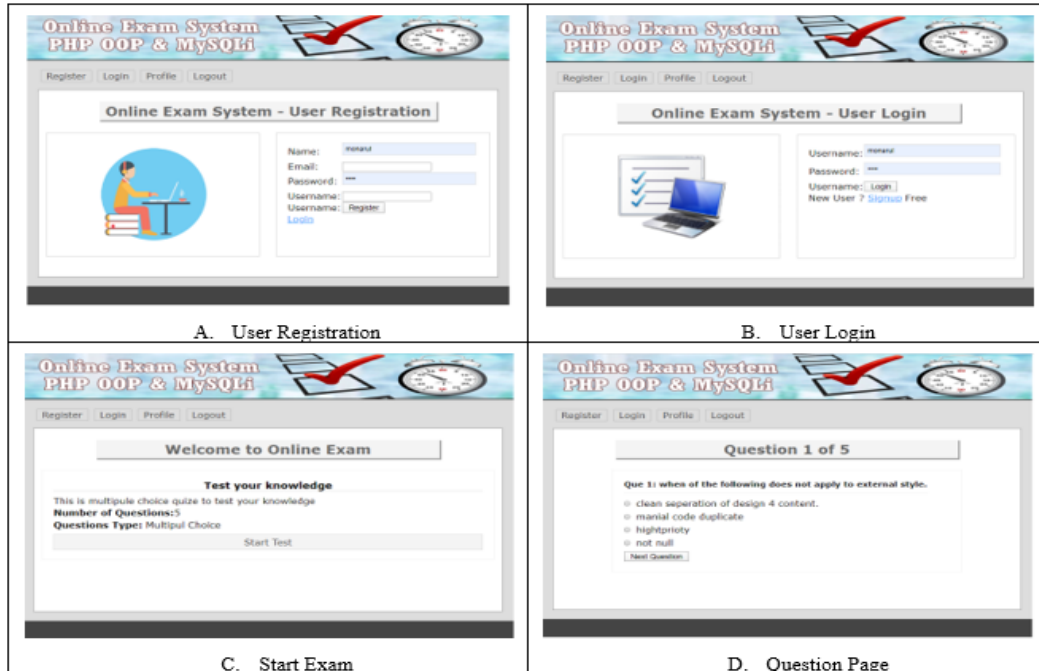 Online Exam System
PHP OOP & MySQLi
Register Login Profile Logout
Online Exam System - User Registration
Name: monarul
Email:
Password:
Username:
Username: Register
Login
A. User Registration
Online Exam System
PHP OOP & MySQLi
Register Login Profile Logout
Online Exam System - User Login
Username: monarul
Password:
Username: Login
New User ? Signup Free
B. User Login
Online Exam System
PHP OOP & MySQLi
Register Login Profile Logout
Welcome to Online Exam
Test your knowledge
This is multipule choice quize to test your knowledge
Number of Questions:5
Questions Type: Multipul Choice
Start Test
C. Start Exam
Online Exam System
PHP OOP & MySQLi
Register Login Profile Logout
Question 1 of 5
Que 1: when of the following does not apply to external style.
clean seperation of design 4 content.
manial code duplicate
hightprioty
not null
Next Question
D. Question Page